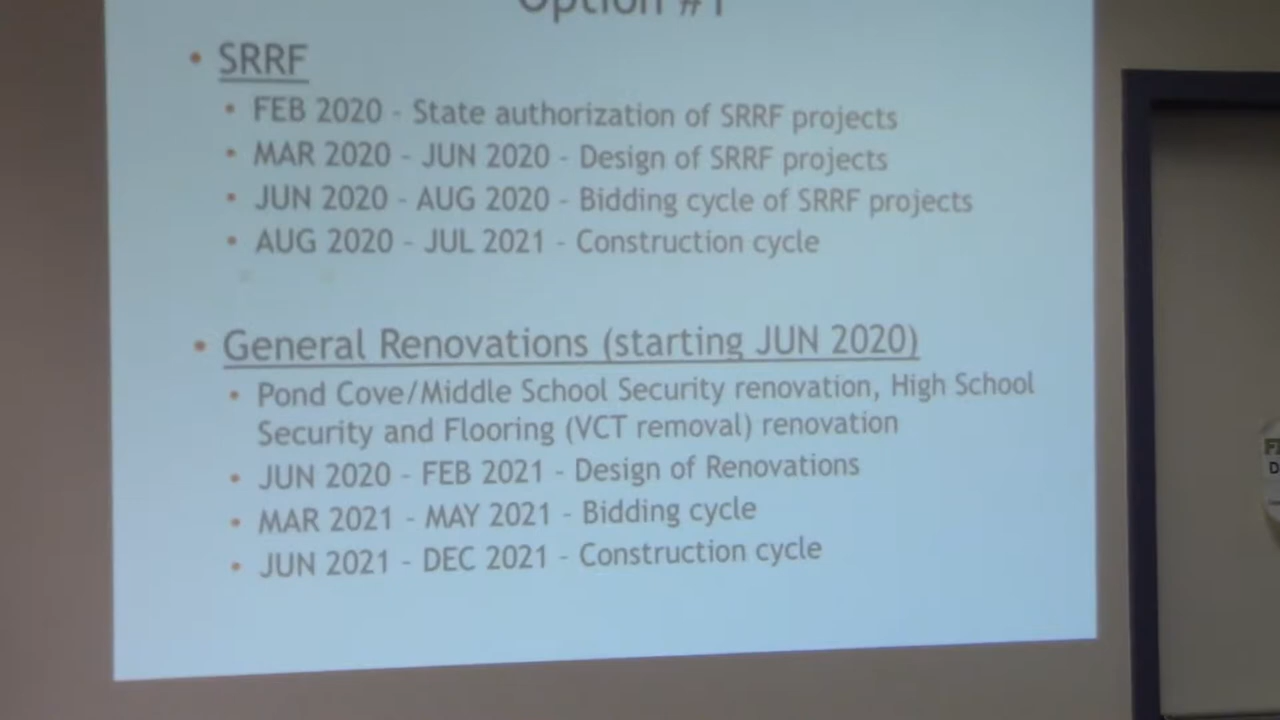 Option #1
• SRRF
• FEB 2020 - State authorization of SRRF projects
• MAR 2020 - JUN 2020 - Design of SRRF projects
• JUN 2020 - AUG 2020 - Bidding cycle of SRRF projects
• AUG 2020 - JUL 2021 - Construction cycle
• General Renovations (starting JUN 2020)
• Pond Cove/Middle School Security renovation, High School
Security and Flooring (VCT removal) renovation
• JUN 2020 - FEB 2021 - Design of Renovations
• MAR 2021 - MAY 2021 - Bidding cycle
• JUN 2021 - DEC 2021 - Construction cycle